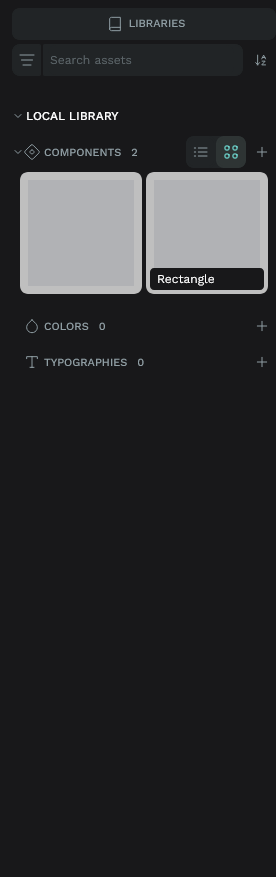 LIBRARIES
Search assets
LOCAL LIBRARY
COMPONENTS 2
Rectangle
COLORS 0
TYPOGRAPHIES 0